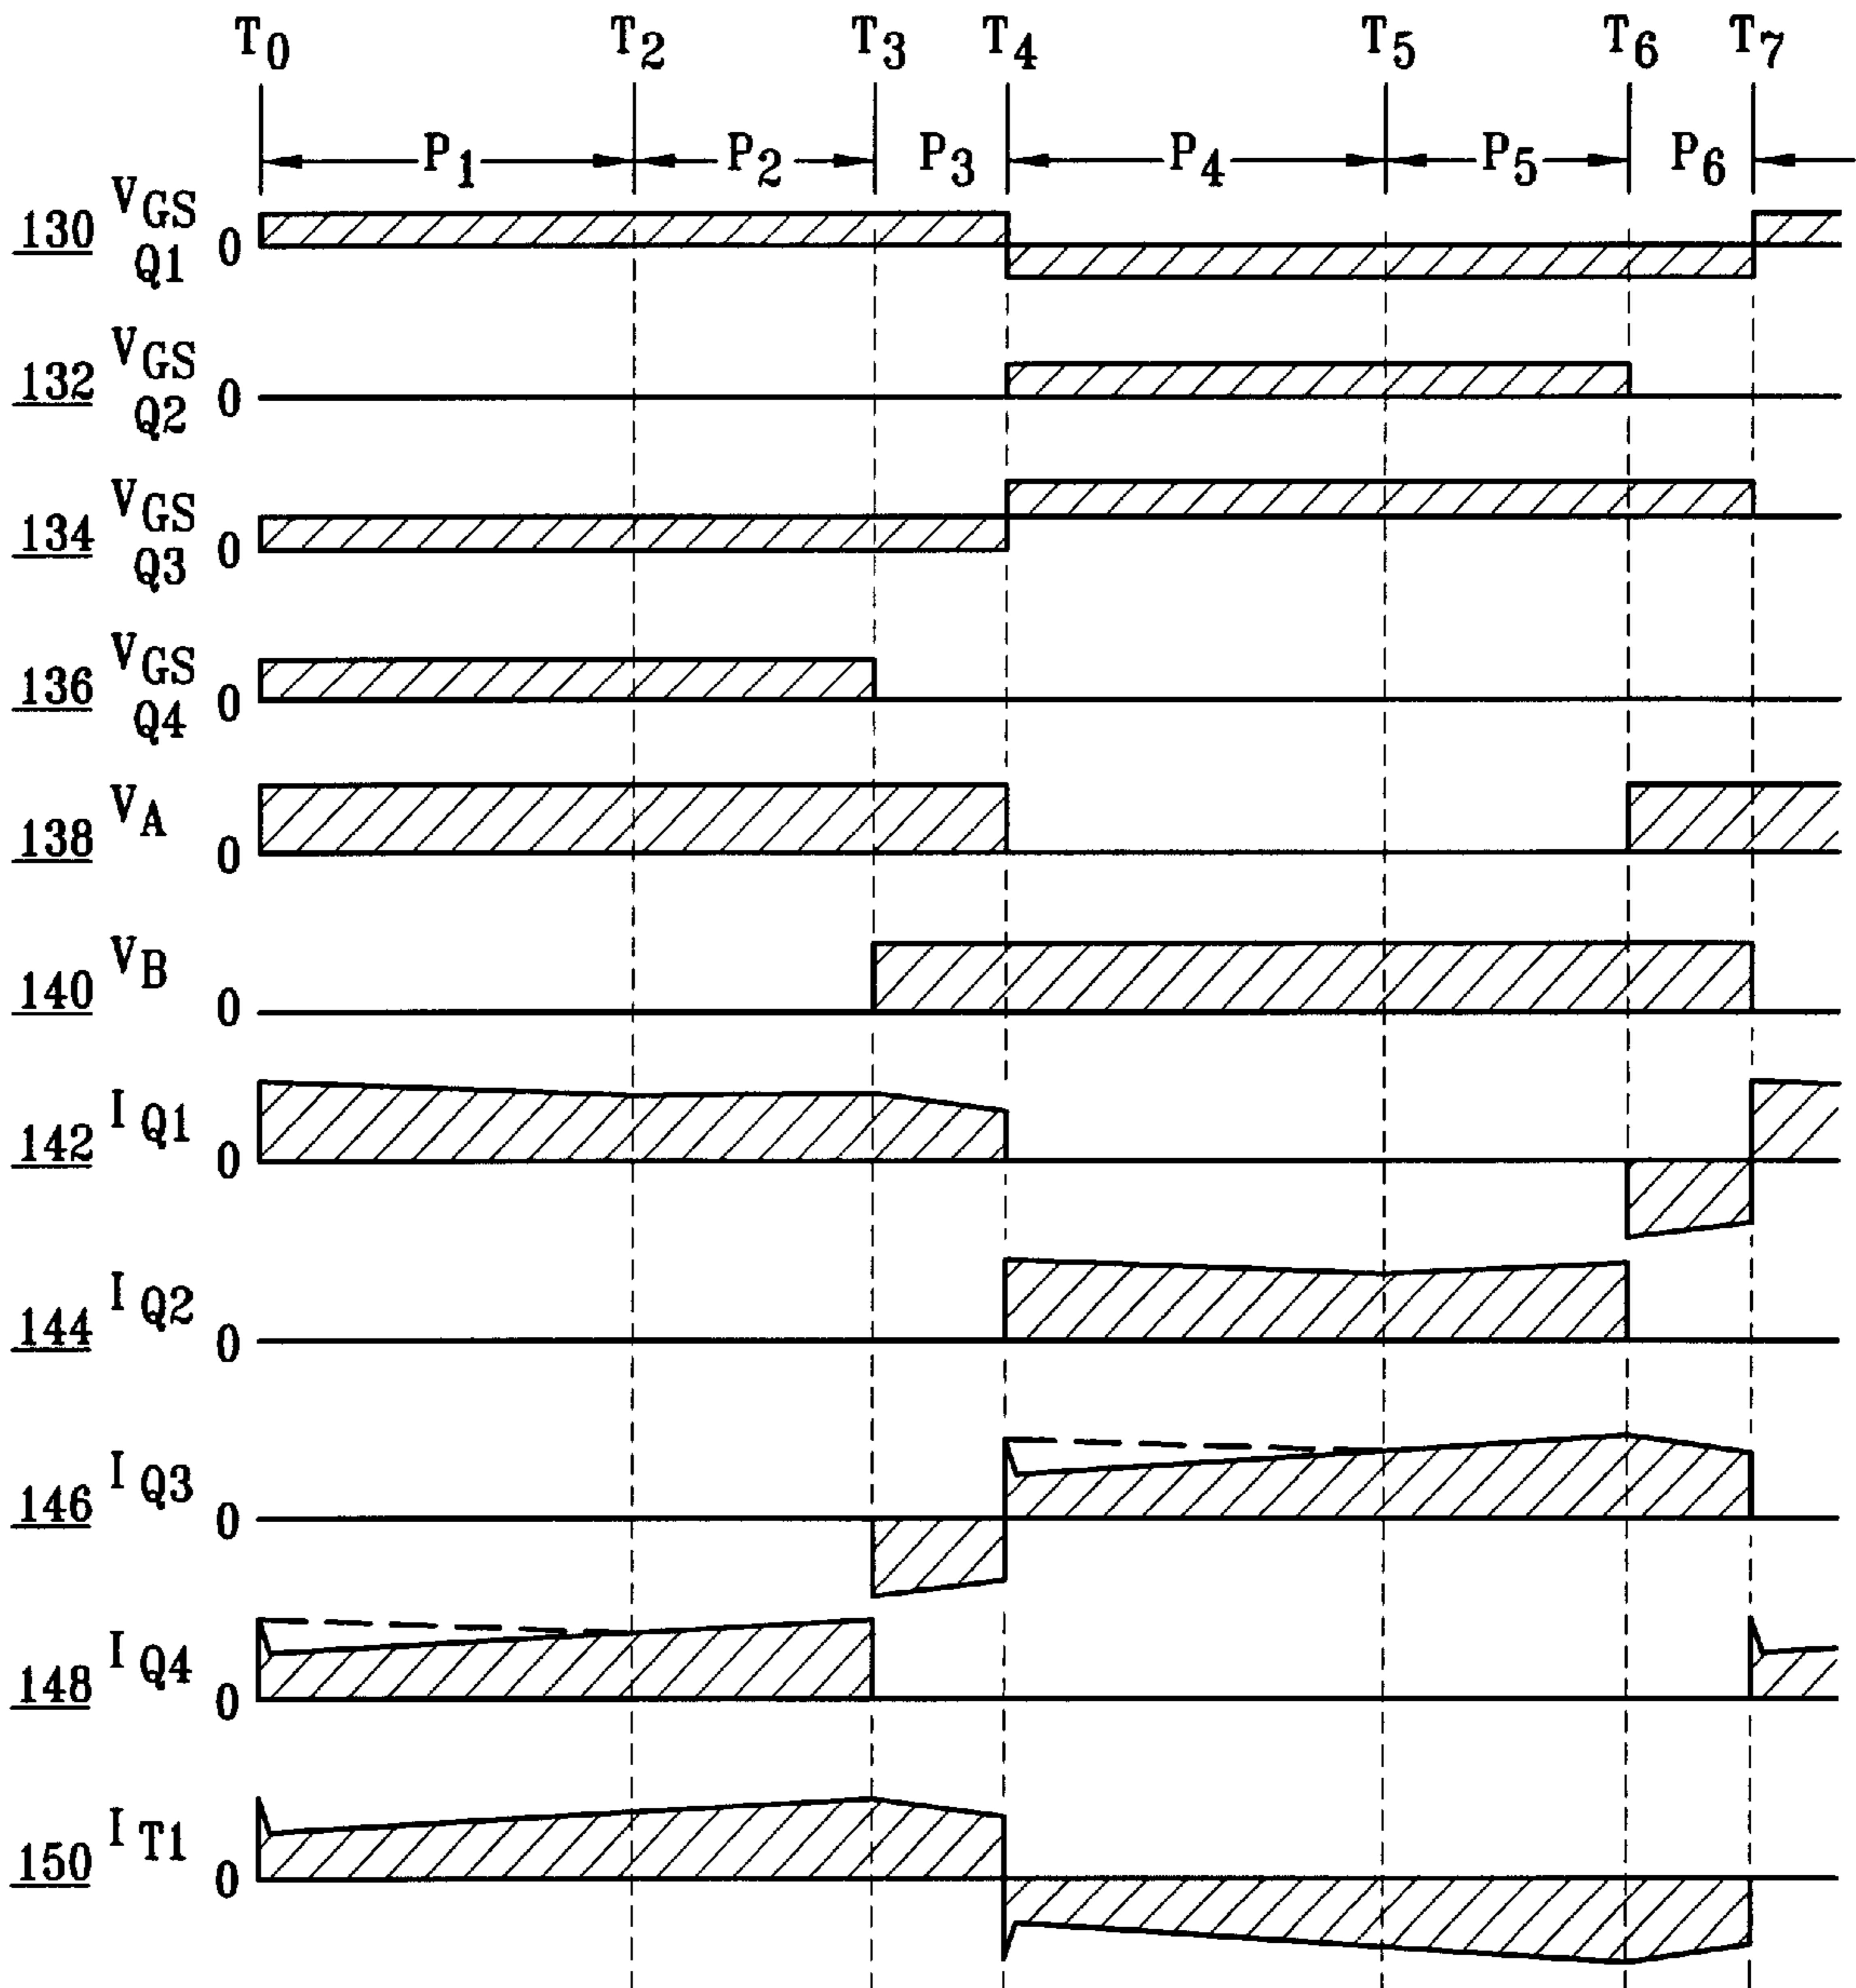 T0 T2 T3 T4 T5 T6 T7
P1 P2 P3 P4 P5 P6
130 VGS Q1 0
132 VGS Q2 0
134 VGS Q3 0
136 VGS Q4 0
138 VA 0
140 VB 0
142 I Q1 0
144 I Q2 0
146 I Q3 0
148 I Q4 0
150 I T1 0